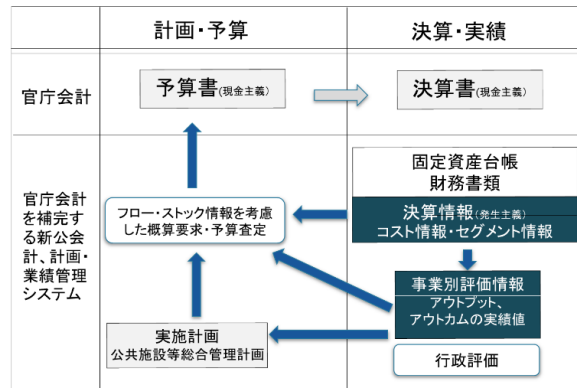 計画・予算
決算・実績
官庁会計
予算書(現金主義)
決算書(現金主義)
官庁会計
を補完す
る新公会
計、計画・
業績管理
システム
フロー・ストック情報を考慮
した概算要求・予算査定
実施計画
公共施設等総合管理計画
固定資産台帳
財務書類
決算情報(発生主義)
コスト情報・セグメント情報
事業別評価情報
アウトプット、
アウトカムの実績値
行政評価